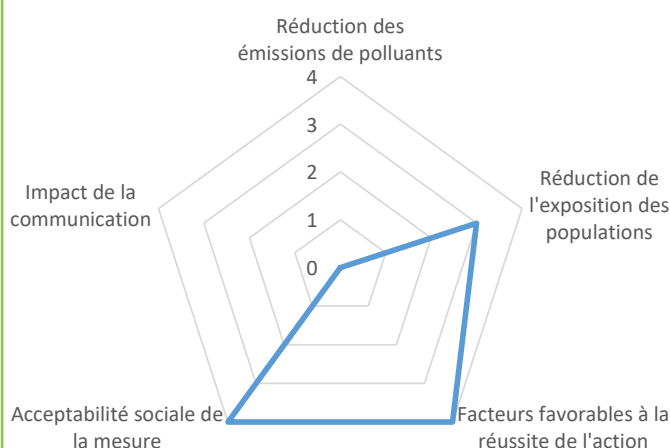 Réduction des
émissions de polluants
4
3
2
1
0
Réduction de
l'exposition des
populations
Impact de la
communication
Acceptabilité sociale de
la mesure
Facteurs favorables à la
réussite de l'action